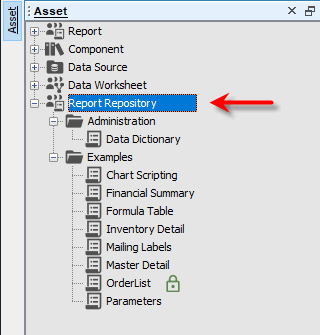 Asset
Asset
Report
Component
Data Source
Data Worksheet
Report Repository
Administration
Data Dictionary
Examples
Chart Scripting
Financial Summary
Formula Table
Inventory Detail
Mailing Labels
Master Detail
OrderList
Parameters